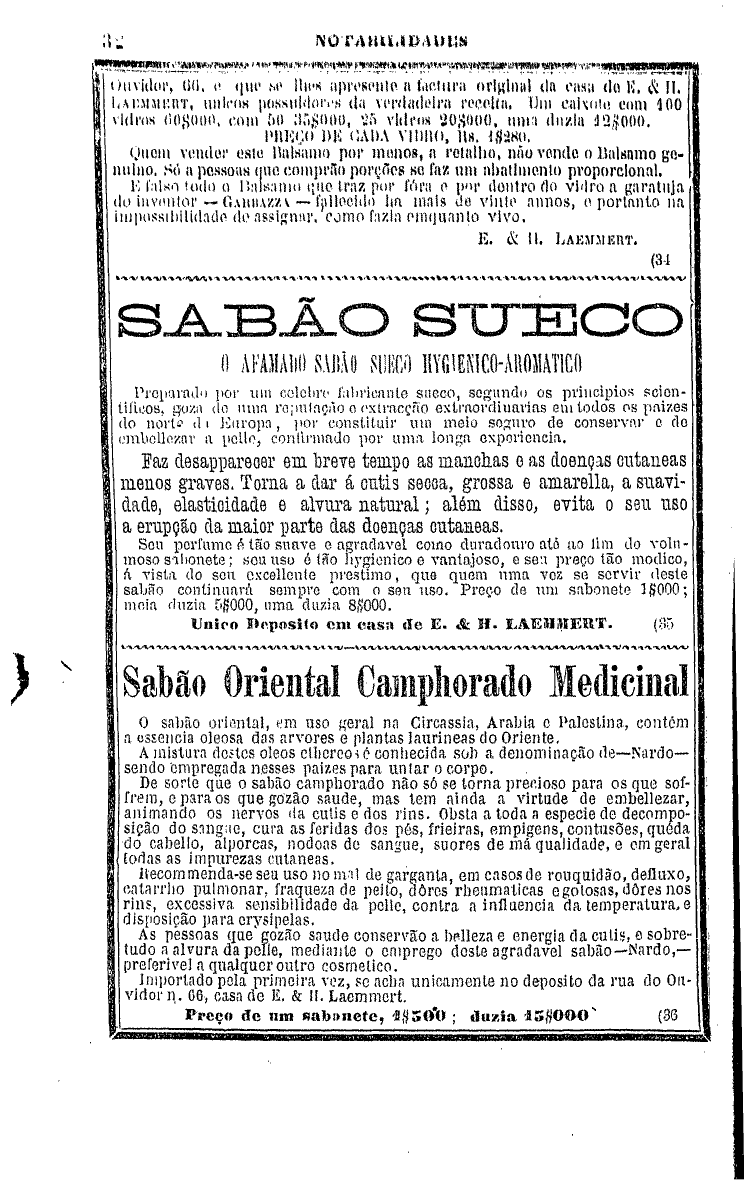 32 NOTABILIDADES
Ouvidor, 66, e que se lhes apresente a factura original da casa de E. & H.
LAEMMERT, unicos possuidores da verdadeira receita. Um caixote com 100
vidros 60$000, com 50 35$000, 25 vidros 20$000, uma duzia 12$000.
PREÇO DE CADA VIDRO, Rs. 1$280.
Quem vender este Balsamo por menos, a retalho, não vende o Balsamo ge-
nuino. Só a pessoas que comprão porções se faz um abatimento proporcional.
E falso todo o Balsamo que traz por fóra e por dentro do vidro a garatuja
do inventor — GARRAZZA — fallecido ha mais de vinte annos, e portanto na
impossibilidade de assignar, como fazia emquanto vivo.
E. & H. LAEMMERT.
(34
SABÃO SUECO
O AFAMADO SABÃO SUECO HYGIENICO-AROMATICO
Preparado por um celebre fabricante sueco, segundo os principios scien-
tificos, goza de uma reputação e extracção extraordinarias em todos os paizes
do norte da Europa, por constituir um meio seguro de conservar e de
embellezar a pelle, confirmado por uma longa experiencia.
Faz desapparecer em breve tempo as manchas e as doenças cutaneas
menos graves. Torna a dar á cutis secca, grossa e amarella, a suavi-
dade, elasticidade e alvura natural ; além disso, evita o seu uso
a erupção da maior parte das doenças cutaneas.
Seu perfume é tão suave e agradavel como duradouro até ao fim do volu-
moso sabonete ; seu uso é tão hygienico e vantajoso, e seu preço tão modico,
á vista do seu excellente prestimo, que quem uma vez se servir deste
sabão continuará sempre com o seu uso. Preço de um sabonete 1$000 ;
meia duzia 5$000, uma duzia 8$000.
Unico Deposito em casa de E. & H. LAEMMERT. (35
Sabão Oriental Camphorado Medicinal
O sabão oriental, em uso geral na Circassia, Arabia e Palestina, contém
a essencia oleosa das arvores e plantas laurineas do Oriente.
A mistura destes oleos ethereos é conhecida sob a denominação de—Nardo—
sendo empregada nesses paizes para untar o corpo.
De sorte que o sabão camphorado não só se torna precioso para os que sof-
frem, e para os que gozão saude, mas tem ainda a virtude de embellezar,
animando os nervos da cutis e dos rins. Obsta a toda a especie de decompo-
sição do sangue, cura as feridas dos pés, frieiras, empigens, contusões, quéda
do cabello, alporcas, nodoas de sangue, suores de má qualidade, e em geral
todas as impurezas cutaneas.
Recommenda-se seu uso no mal de garganta, em casos de rouquidão, defluxo,
catarrho pulmonar, fraqueza de peito, dôres rheumaticas e gotosas, dôres nos
rins, excessiva sensibilidade da pelle, contra a influencia da temperatura, e
disposição para erysipelas.
As pessoas que gozão saude conservão a belleza e energia da cutis, e sobre-
tudo a alvura da pelle, mediante o emprego deste agradavel sabão—Nardo,—
preferivel a qualquer outro cosmetico.
Importado pela primeira vez, se acha unicamente no deposito da rua do Ou-
vidor n. 66, casa de E. & H. Laemmert.
Preço de um sabonete, 1$500 ; duzia 15$000 (36